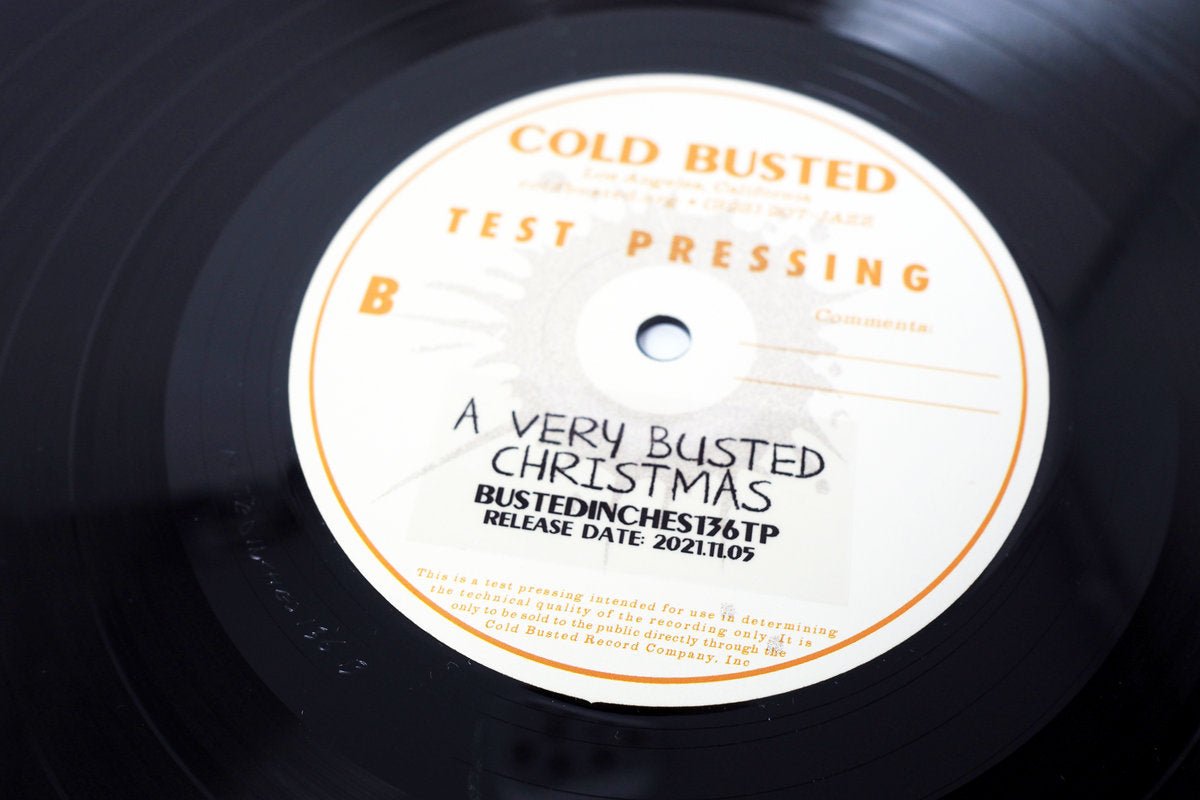 COLD BUSTED
Los Angeles, California
TEST PRESSING
B
Comments:
A VERY BUSTED
CHRISTMAS
BUSTEDINCHES136TP
RELEASE DATE: 2021.11.05
This is a test pressing intended for use in determining
the technical quality of the recording only. It is
only to be sold to the public directly through the
Cold Busted Record Company, Inc